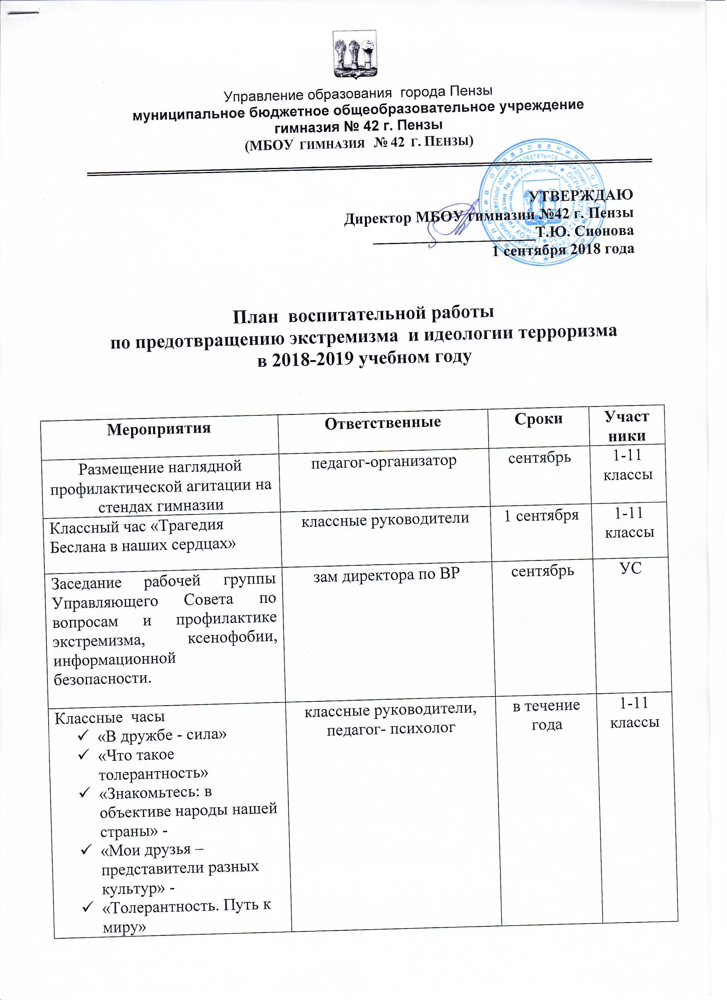 Управление образования города Пензы
муниципальное бюджетное общеобразовательное учреждение
гимназия № 42 г. Пензы
(МБОУ ГИМНАЗИЯ № 42 Г. ПЕНЗЫ)
УТВЕРЖДАЮ
Директор МБОУ гимназии №42 г. Пензы
Т.Ю. Сионова
1 сентября 2018 года
План воспитательной работы
по предотвращению экстремизма и идеологии терроризма
в 2018-2019 учебном году
Мероприятия
Ответственные
Сроки
Участ
ники
Размещение наглядной
профилактической агитации на
стендах гимназии
педагог-организатор
сентябрь
1-11
классы
Классный час «Трагедия
Беслана в наших сердцах»
классные руководители
1 сентября
1-11
классы
Заседание рабочей группы
Управляющего Совета по
вопросам и профилактике
экстремизма, ксенофобии,
информационной
безопасности.
зам директора по ВР
сентябрь
УС
Классные часы
✓ «В дружбе - сила»
✓ «Что такое
толерантность»
✓ «Знакомьтесь: в
объективе народы нашей
страны» -
✓ «Мои друзья –
представители разных
культур» -
✓ «Толерантность. Путь к
миру»
классные руководители,
педагог- психолог
в течение
года
1-11
классы